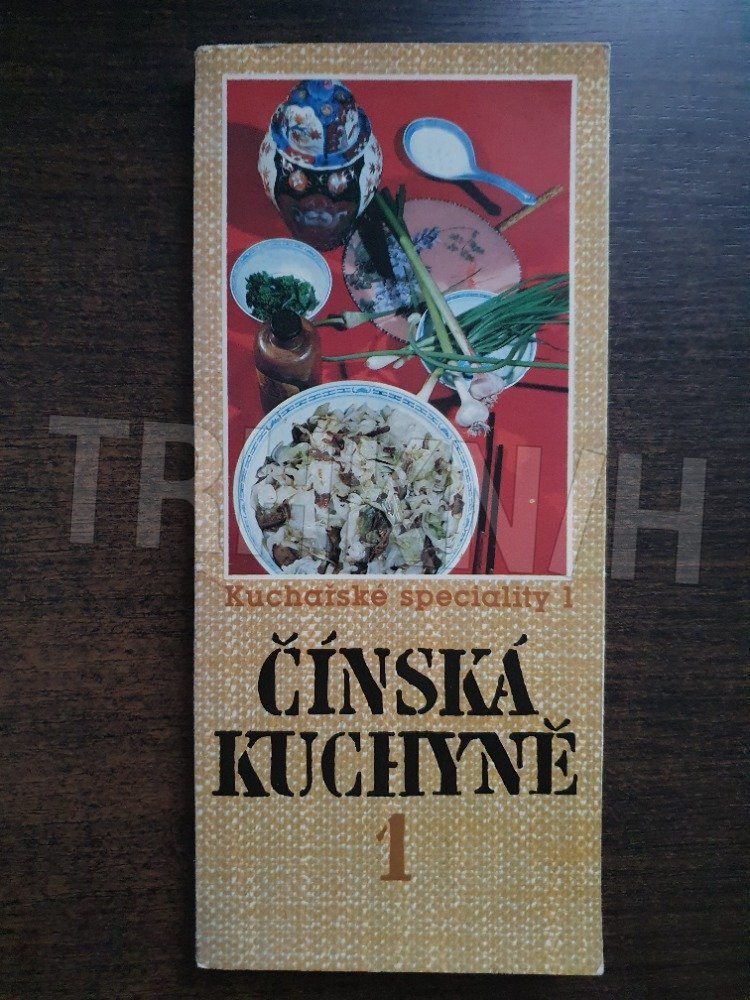 Kuchařské speciality 1
ČÍNSKÁ
KUCHYNĚ
1